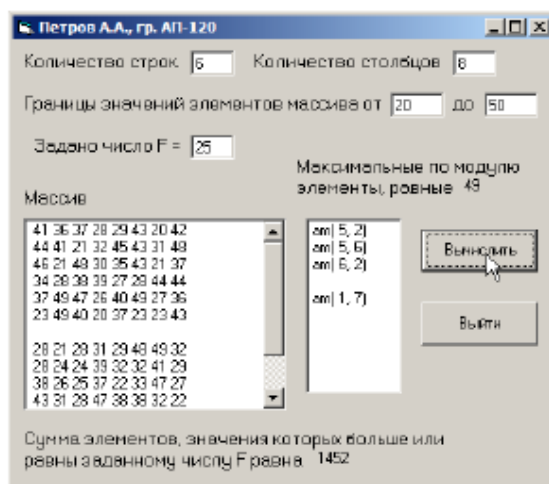 Петров А.А., гр. АП-120
Количество строк 6 Количество столбцов 8
Границы значений элементов массива от 20 до 50
Задано число F = 25
Максимальные по модулю
элементы, равные 49
Массив
41 36 37 28 29 43 20 42
44 41 21 32 45 43 31 48
46 21 48 30 35 43 21 37
34 28 38 39 27 28 44 44
37 49 47 26 40 49 27 36
23 49 40 20 37 23 23 43
28 21 28 31 29 48 49 32
28 24 24 39 32 32 41 29
38 26 25 37 22 33 47 27
43 31 28 47 38 38 32 22
am( 5, 2)
am( 5, 6)
am( 6, 2)
am( 1, 7)
Вычислить
Выйти
Сумма элементов, значения которых больше или
равны заданному числу F равна 1452